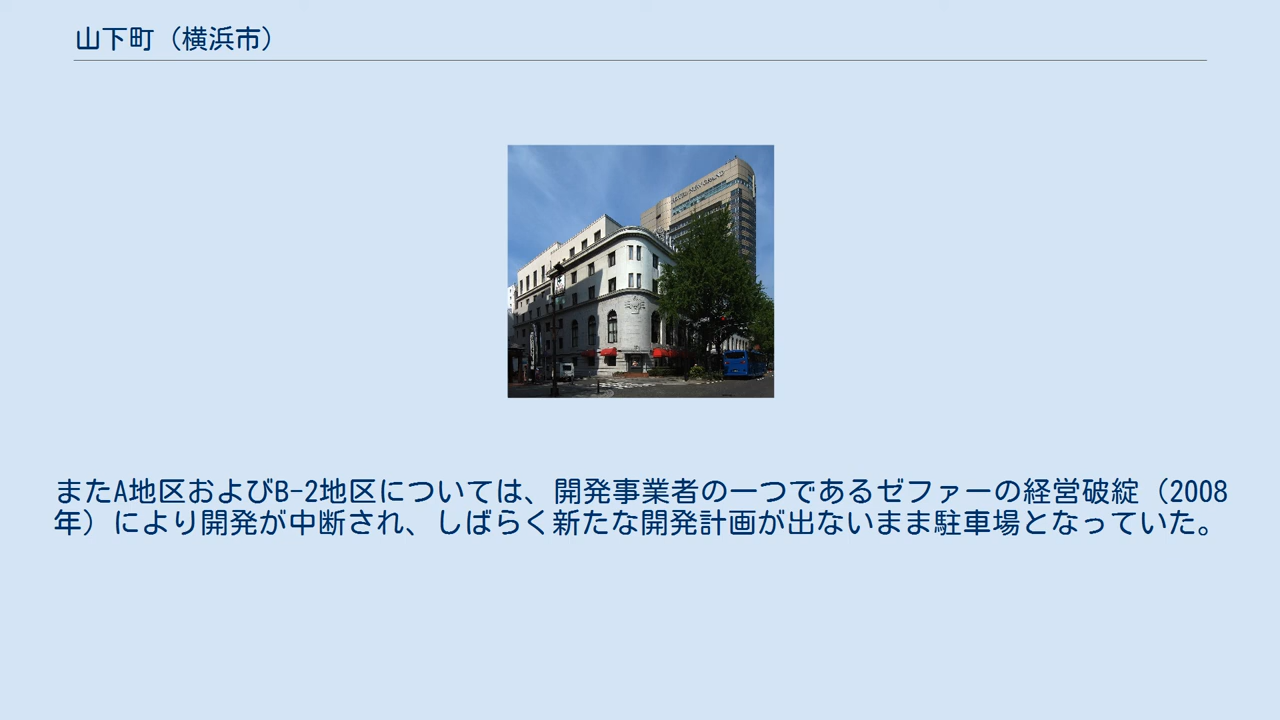 山下町（横浜市）
またA地区およびB-2地区については、開発事業者の一つであるゼファーの経営破綻（2008
年）により開発が中断され、しばらく新たな開発計画が出ないまま駐車場となっていた。